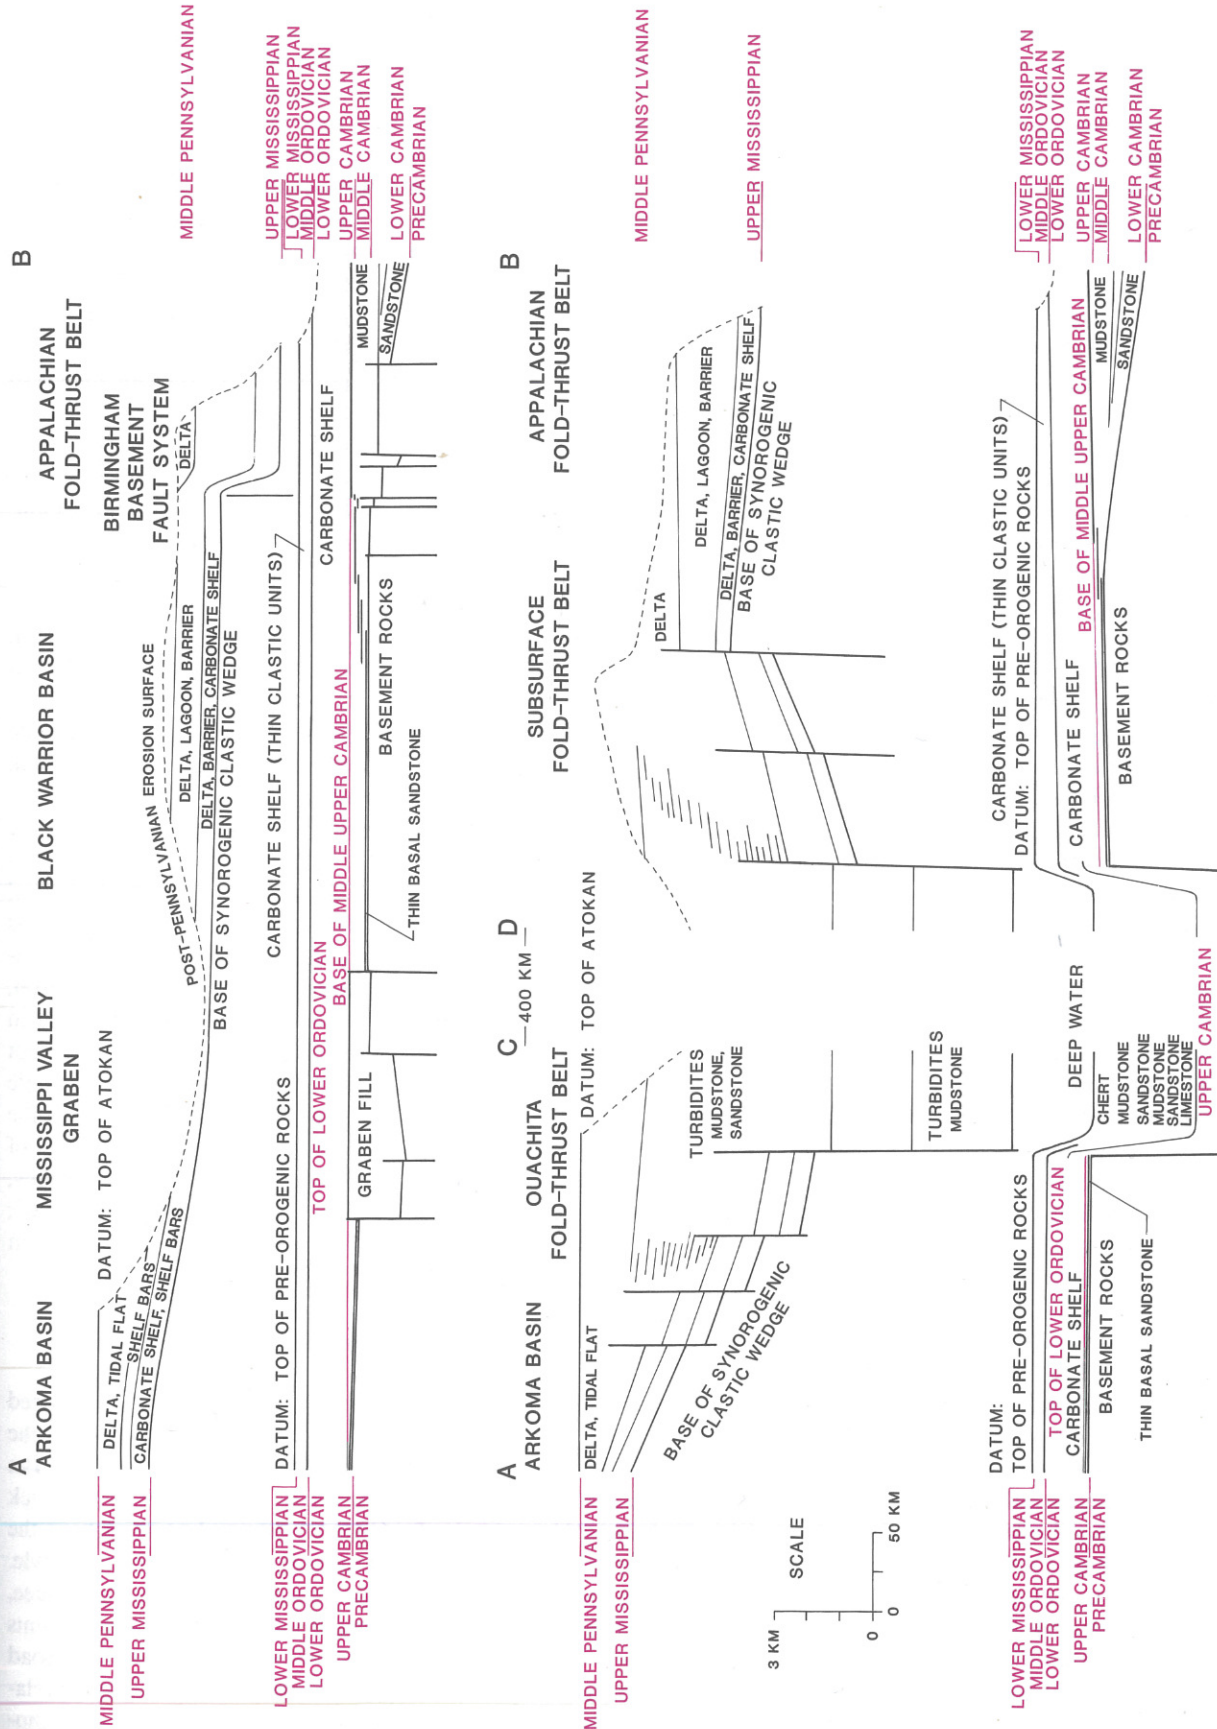 A
B
ARKOMA BASIN
MISSISSIPPI VALLEY
GRABEN
BLACK WARRIOR BASIN
APPALACHIAN
FOLD-THRUST BELT
BIRMINGHAM
BASEMENT
FAULT SYSTEM
MIDDLE PENNSYLVANIAN
UPPER MISSISSIPPIAN
DATUM: TOP OF ATOKAN
DELTA, TIDAL FLAT
SHELF BARS
CARBONATE SHELF, SHELF BARS
POST-PENNSYLVANIAN EROSION SURFACE
DELTA, LAGOON, BARRIER
DELTA
DELTA, BARRIER, CARBONATE SHELF
BASE OF SYNOROGENIC CLASTIC WEDGE
MIDDLE PENNSYLVANIAN
UPPER MISSISSIPPIAN
LOWER MISSISSIPPIAN
MIDDLE ORDOVICIAN
LOWER ORDOVICIAN
UPPER CAMBRIAN
MIDDLE CAMBRIAN
LOWER CAMBRIAN
PRECAMBRIAN
LOWER MISSISSIPPIAN
MIDDLE ORDOVICIAN
LOWER ORDOVICIAN
UPPER CAMBRIAN
PRECAMBRIAN
DATUM: TOP OF PRE-OROGENIC ROCKS
CARBONATE SHELF (THIN CLASTIC UNITS)
TOP OF LOWER ORDOVICIAN
CARBONATE SHELF
BASE OF MIDDLE UPPER CAMBRIAN
GRABEN FILL
BASEMENT ROCKS
MUDSTONE
SANDSTONE
THIN BASAL SANDSTONE
A
C
—400 KM—
D
B
ARKOMA BASIN
OUACHITA
FOLD-THRUST BELT
SUBSURFACE
FOLD-THRUST BELT
APPALACHIAN
FOLD-THRUST BELT
MIDDLE PENNSYLVANIAN
UPPER MISSISSIPPIAN
DATUM: TOP OF ATOKAN
DELTA, TIDAL FLAT
BASE OF SYNOROGENIC
CLASTIC WEDGE
TURBIDITES
MUDSTONE,
SANDSTONE
TURBIDITES
MUDSTONE
DELTA
DELTA, LAGOON, BARRIER
DELTA, BARRIER, CARBONATE SHELF
BASE OF SYNOROGENIC
CLASTIC WEDGE
MIDDLE PENNSYLVANIAN
UPPER MISSISSIPPIAN
SCALE
3 KM
0
0
50 KM
LOWER MISSISSIPPIAN
MIDDLE ORDOVICIAN
LOWER ORDOVICIAN
UPPER CAMBRIAN
PRECAMBRIAN
DATUM:
TOP OF PRE-OROGENIC ROCKS
TOP OF LOWER ORDOVICIAN
CARBONATE SHELF
BASEMENT ROCKS
THIN BASAL SANDSTONE
DEEP WATER
CHERT
MUDSTONE
SANDSTONE
MUDSTONE
SANDSTONE
LIMESTONE
UPPER CAMBRIAN
CARBONATE SHELF (THIN CLASTIC UNITS)
DATUM: TOP OF PRE-OROGENIC ROCKS
CARBONATE SHELF
BASE OF MIDDLE UPPER CAMBRIAN
BASEMENT ROCKS
MUDSTONE
SANDSTONE
LOWER MISSISSIPPIAN
MIDDLE ORDOVICIAN
LOWER ORDOVICIAN
UPPER CAMBRIAN
MIDDLE CAMBRIAN
LOWER CAMBRIAN
PRECAMBRIAN